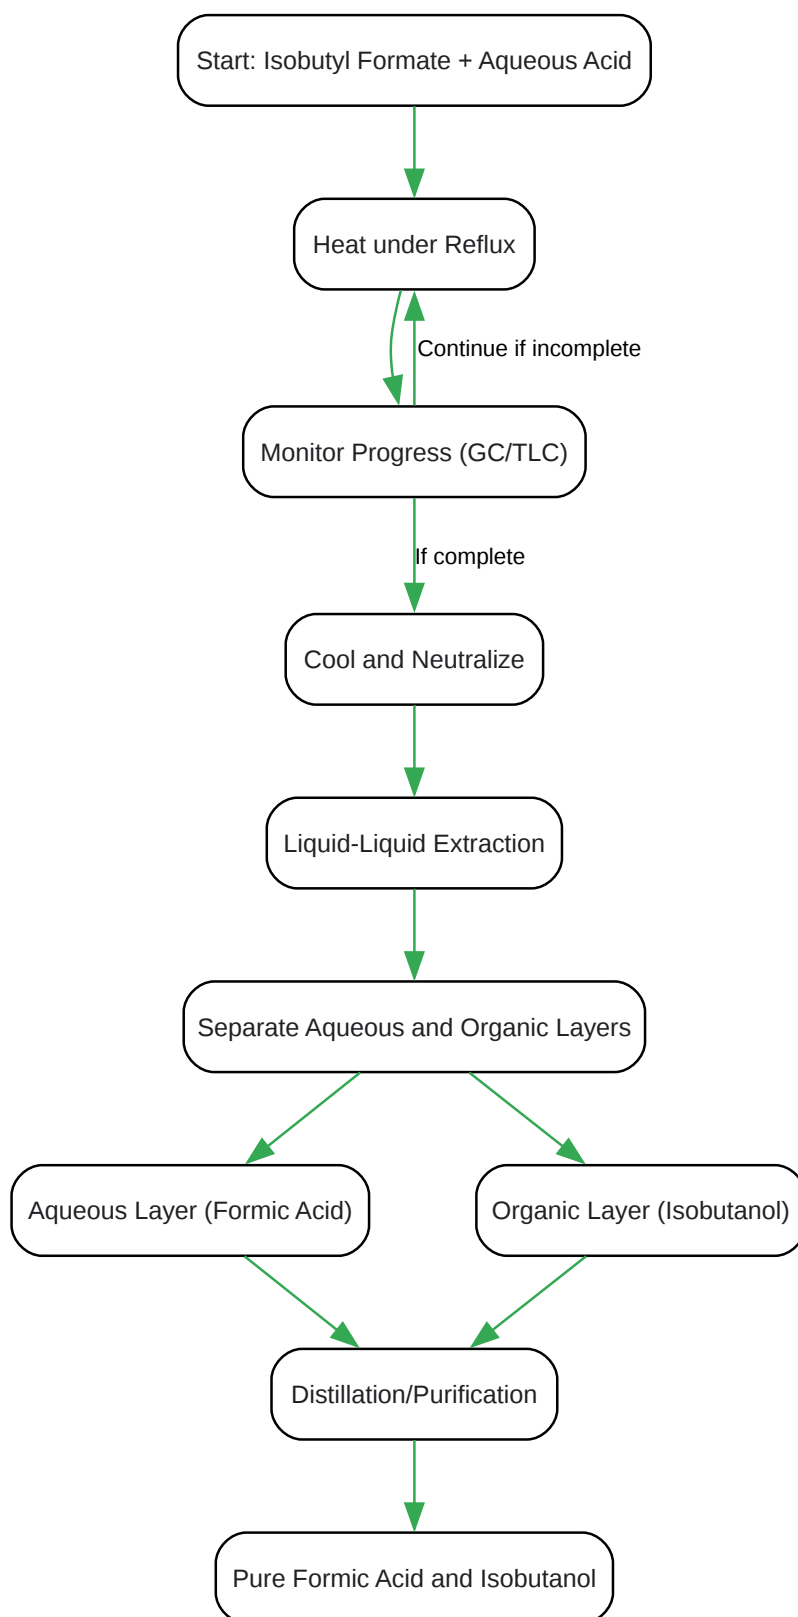 Start: Isobutyl Formate + Aqueous Acid
Heat under Reflux
Continue if incomplete
Monitor Progress (GC/TLC)
If complete
Cool and Neutralize
Liquid-Liquid Extraction
Separate Aqueous and Organic Layers
Aqueous Layer (Formic Acid)
Organic Layer (Isobutanol)
Distillation/Purification
Pure Formic Acid and Isobutanol